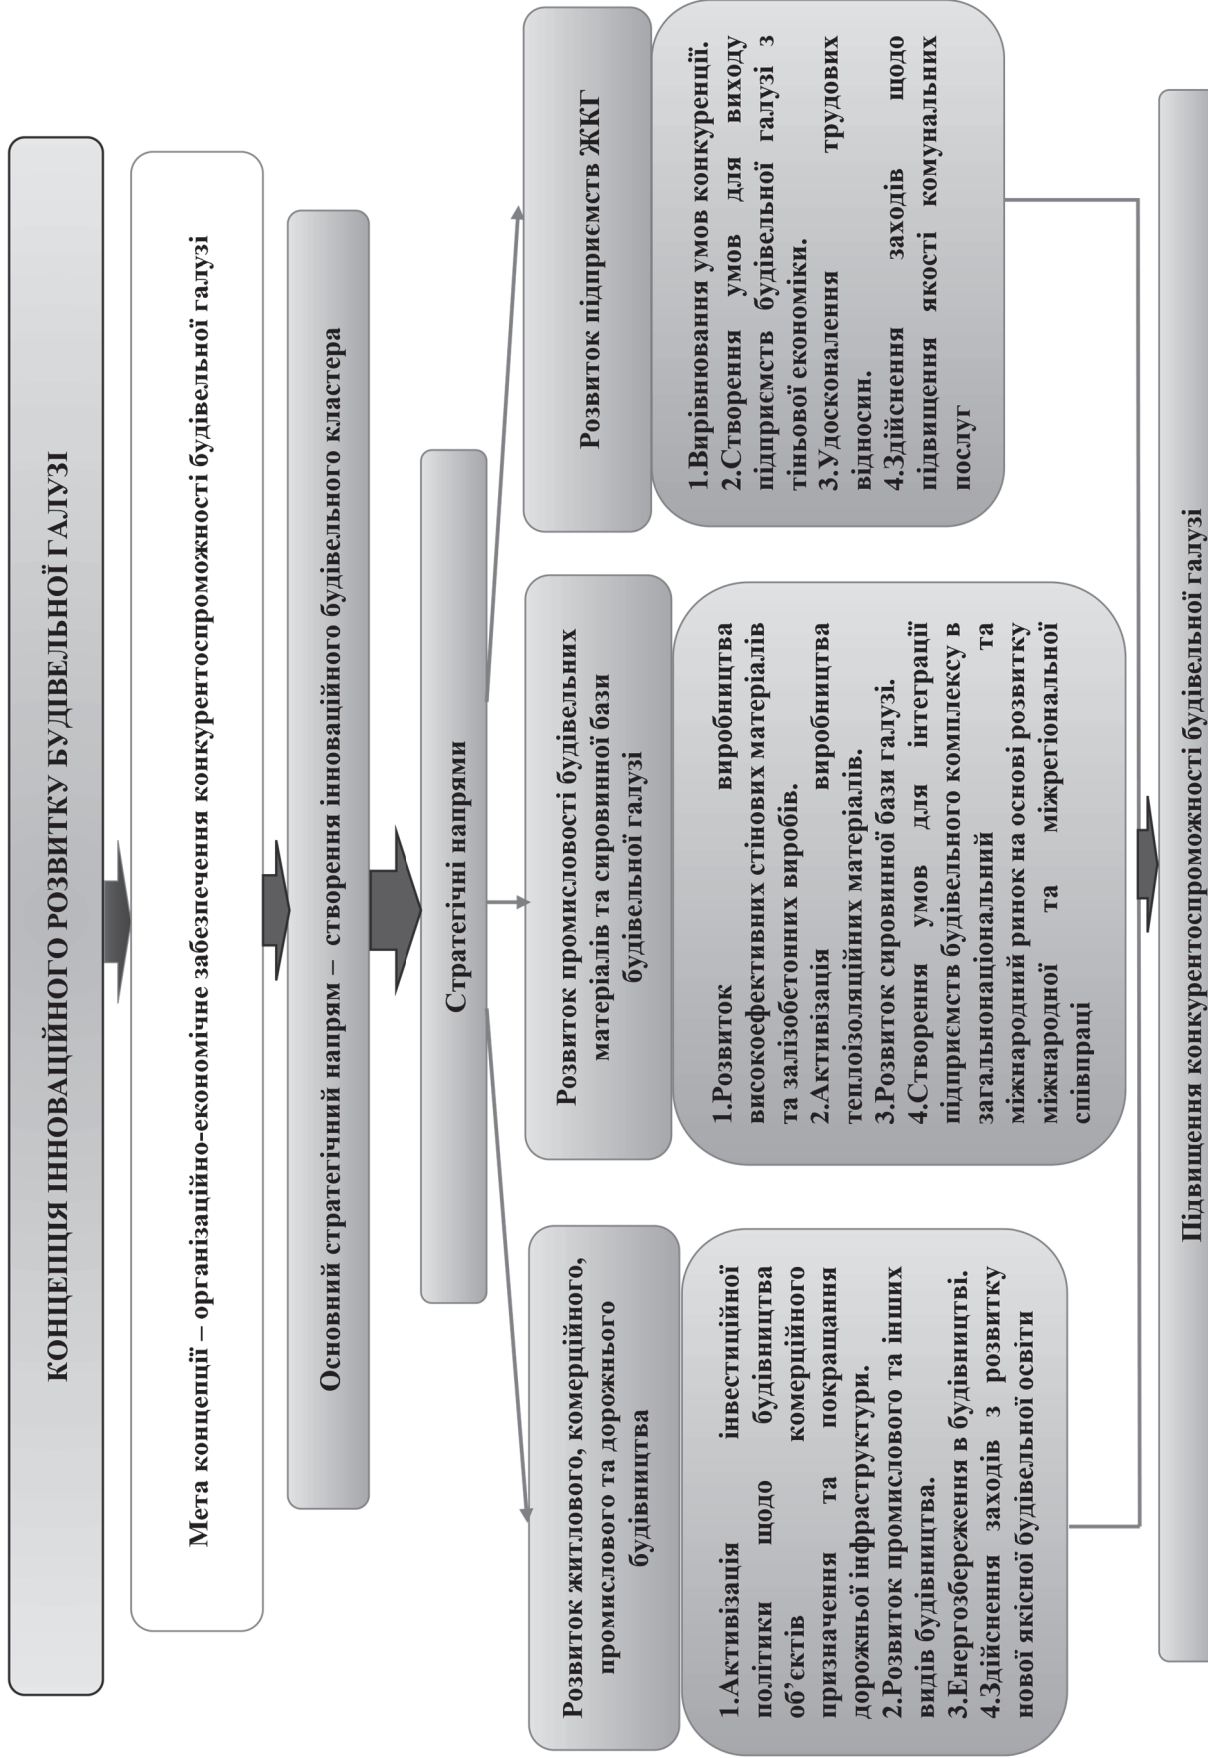 КОНЦЕПЦІЯ ІННОВАЦІЙНОГО РОЗВИТКУ БУДІВЕЛЬНОЇ ГАЛУЗІ
Мета концепції – організаційно-економічне забезпечення конкурентоспроможності будівельної галузі
Основний стратегічний напрям – створення інноваційного будівельного кластера
Стратегічні напрями
Розвиток житлового, комерційного,
промислового та дорожнього
будівництва
1.Активізація інвестиційної
політики щодо будівництва
об’єктів комерційного
призначення та покращання
дорожньої інфраструктури.
2.Розвиток промислового та інших
видів будівництва.
3.Енергозбереження в будівництві.
4.Здійснення заходів з розвитку
нової якісної будівельної освіти
Розвиток промисловості будівельних
матеріалів та сировинної бази
будівельної галузі
1.Розвиток виробництва
високоефективних стінових матеріалів
та залізобетонних виробів.
2.Активізація виробництва
теплоізоляційних матеріалів.
3.Розвиток сировинної бази галузі.
4.Створення умов для інтеграції
підприємств будівельного комплексу в
загальнонаціональний та
міжнародний ринок на основі розвитку
міжнародної та міжрегіональної
співпраці
Розвиток підприємств ЖКГ
1.Вирівнювання умов конкуренції.
2.Створення умов для виходу
підприємств будівельної галузі з
тіньової економіки.
3.Удосконалення трудових
відносин.
4.Здійснення заходів щодо
підвищення якості комунальних
послуг
Підвищення конкурентоспроможності будівельної галузі